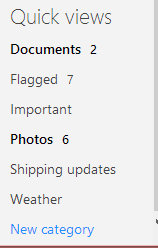 Quick views
Documents 2
Flagged 7
Important
Photos 6
Shipping updates
Weather
New category